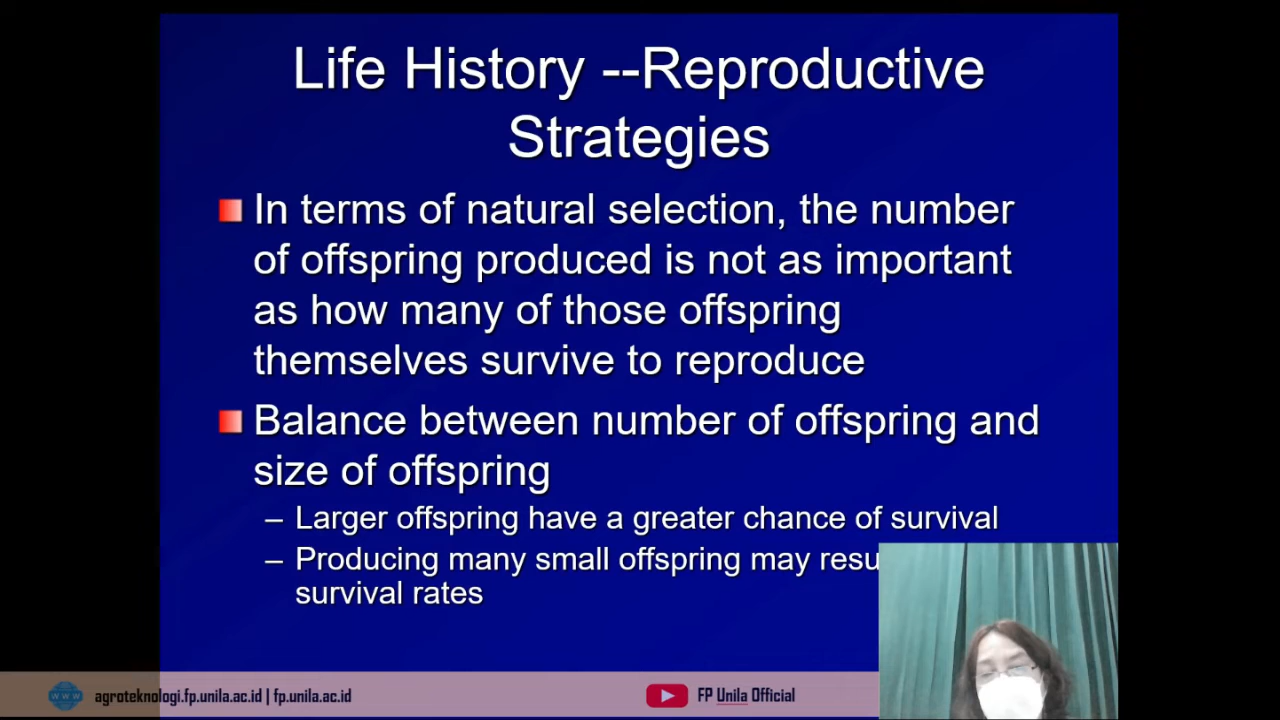 Life History --Reproductive
Strategies
In terms of natural selection, the number
of offspring produced is not as important
as how many of those offspring
themselves survive to reproduce
Balance between number of offspring and
size of offspring
– Larger offspring have a greater chance of survival
– Producing many small offspring may
survival rates
WWW
agroteknologi.fp.unila.ac.id | fp.unila.ac.id
FP Unila Official